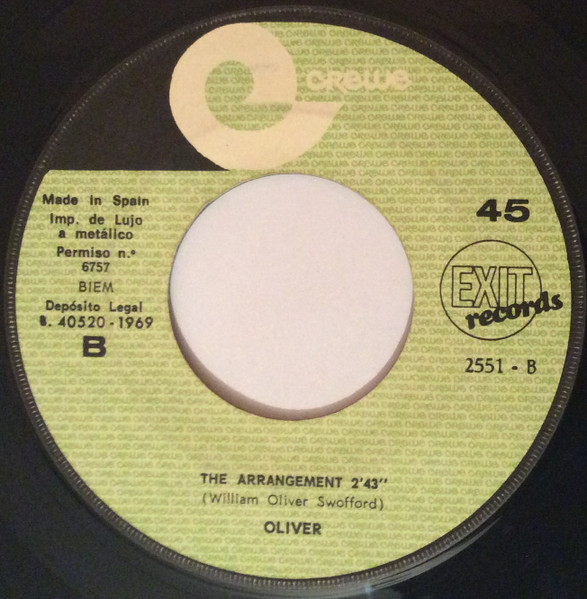 crewe
Made In Spain
Imp. de Lujo
a metálico
Permiso n.º
6757
BIEM
Depósito Legal
B. 40520 - 1969
B
45
EXIT
records
2551 - B
THE ARRANGEMENT 2'43''
(William Oliver Swofford)
OLIVER